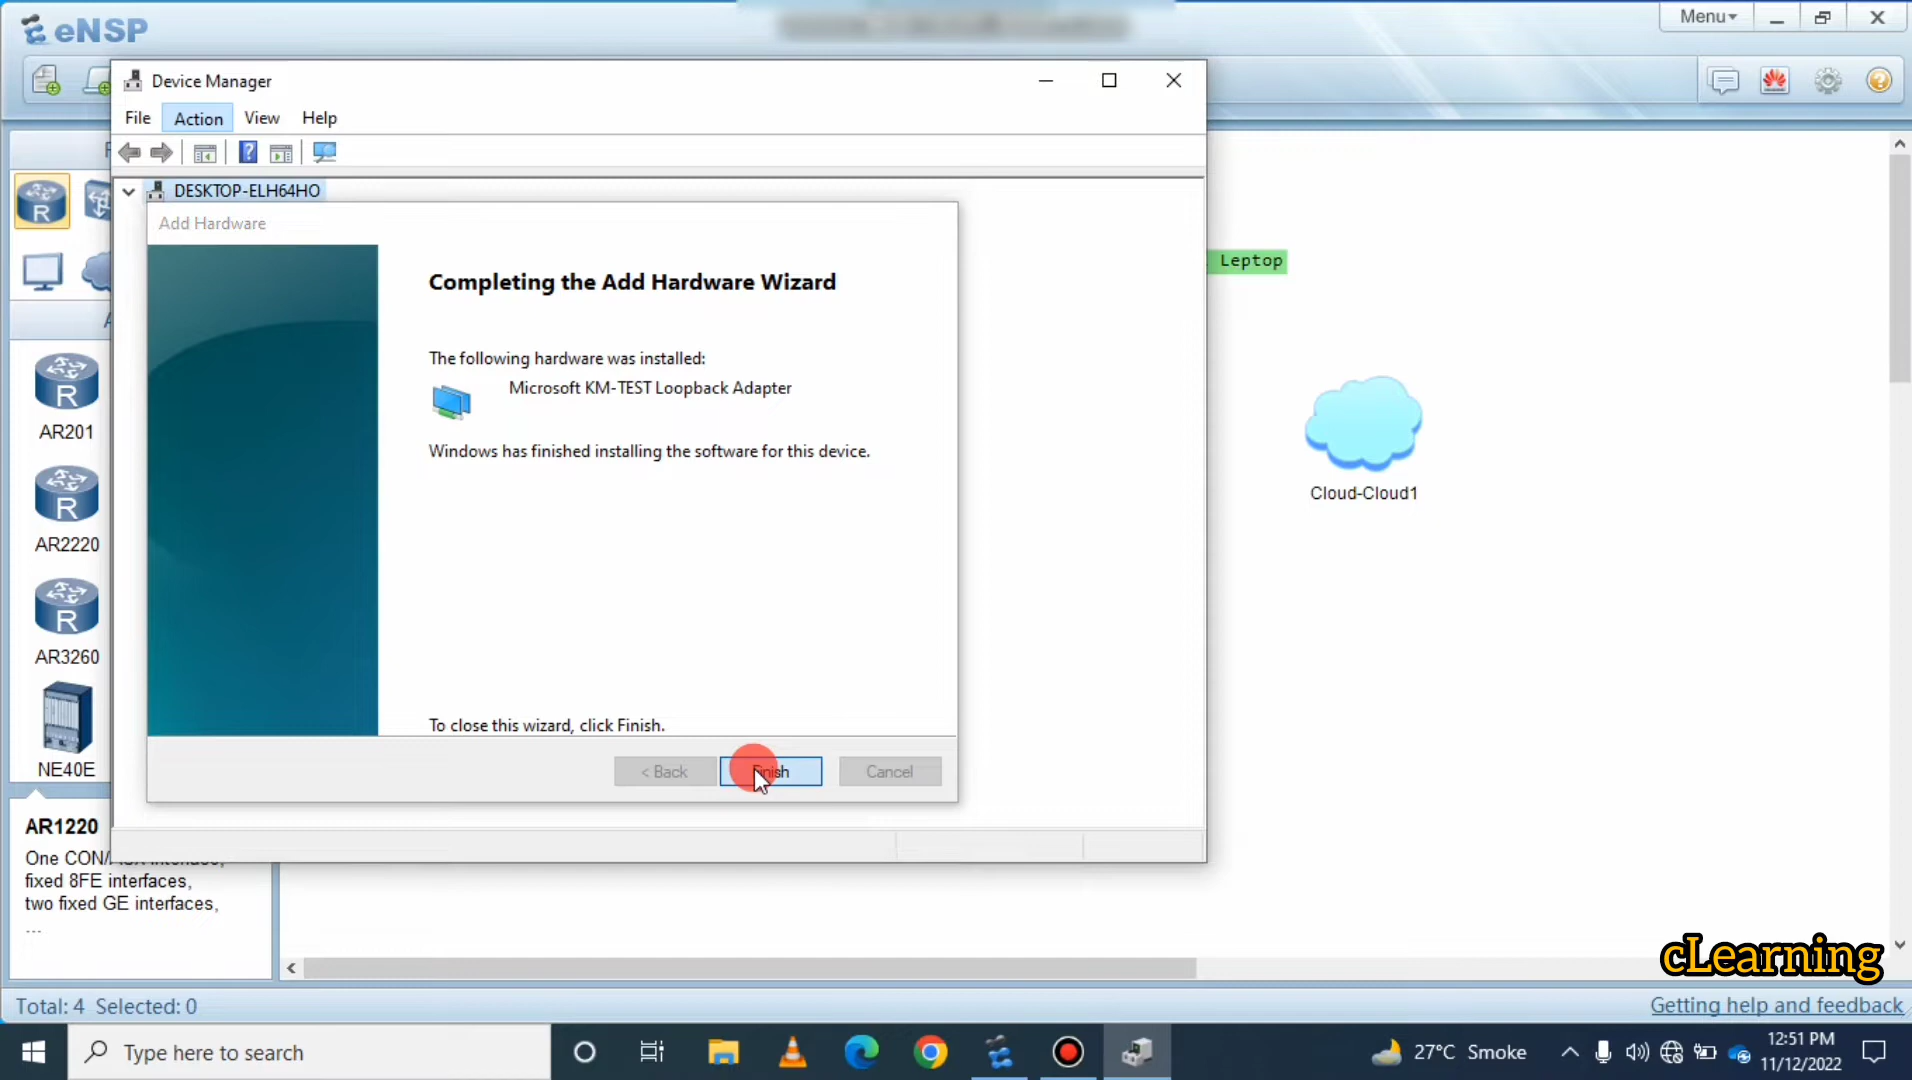 eNSP
Menu
Device Manager
File Action View Help
DESKTOP-ELH64HO
Add Hardware
Completing the Add Hardware Wizard
The following hardware was installed:
Microsoft KM-TEST Loopback Adapter
Windows has finished installing the software for this device.
To close this wizard, click Finish.
< Back Finish Cancel
Leptop
Cloud-Cloud1
R
R
AR201
R
AR2220
R
AR3260
NE40E
AR1220
fixed 8FE interfaces,
two fixed GE interfaces,
...
cLearning
Total: 4 Selected: 0
Getting help and feedback
Type here to search
27°C Smoke
12:51 PM
11/12/2022